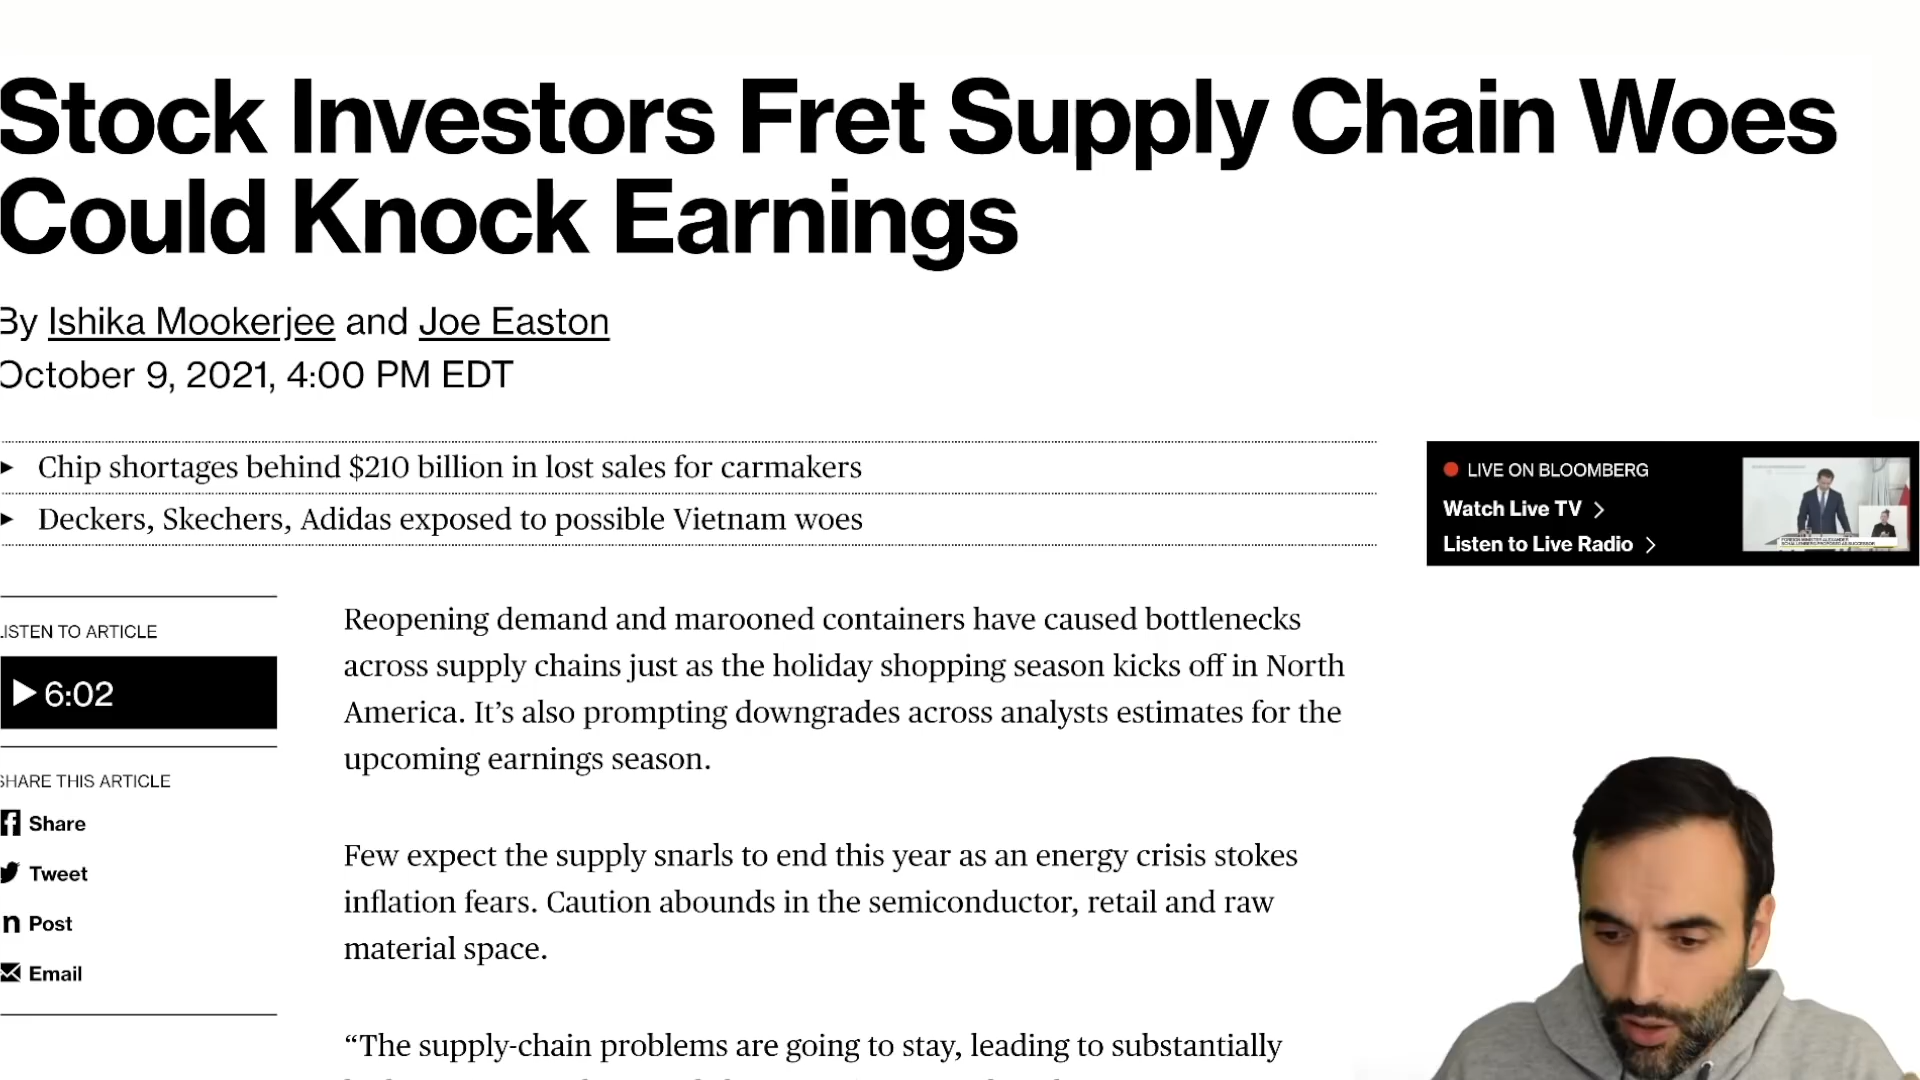 Stock Investors Fret Supply Chain Woes
Could Knock Earnings
By Ishika Mookerjee and Joe Easton
October 9, 2021, 4:00 PM EDT
Chip shortages behind $210 billion in lost sales for carmakers
Deckers, Skechers, Adidas exposed to possible Vietnam woes
LIVE ON BLOOMBERG
Watch Live TV
Listen to Live Radio
LISTEN TO ARTICLE
6:02
SHARE THIS ARTICLE
Share
Tweet
Post
Email
Reopening demand and marooned containers have caused bottlenecks
across supply chains just as the holiday shopping season kicks off in North
America. It’s also prompting downgrades across analysts estimates for the
upcoming earnings season.
Few expect the supply snarls to end this year as an energy crisis stokes
inflation fears. Caution abounds in the semiconductor, retail and raw
material space.
“The supply-chain problems are going to stay, leading to substantially